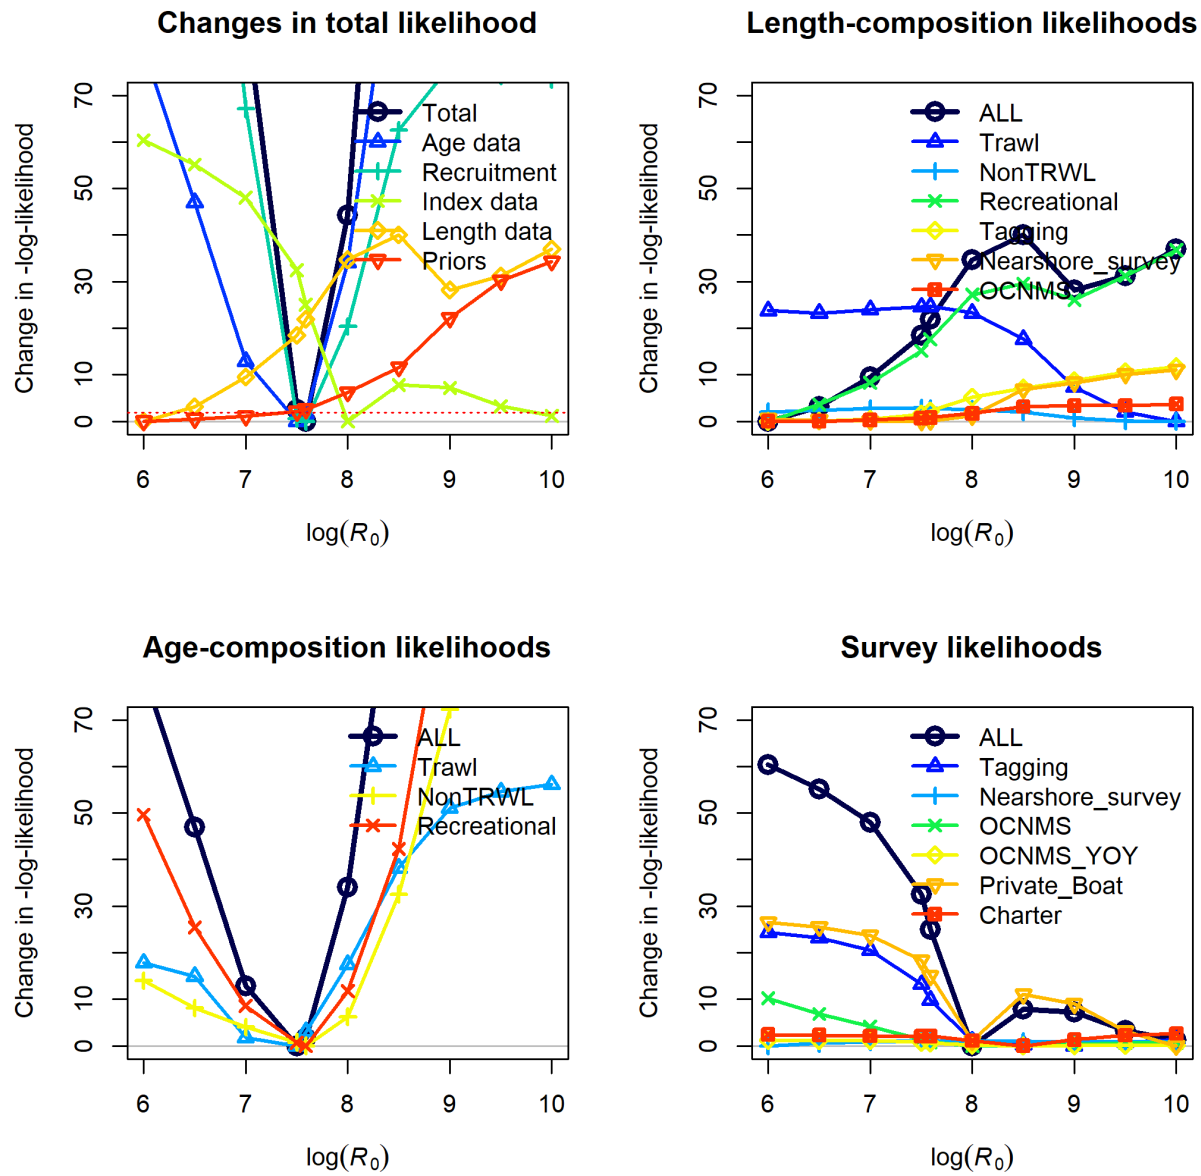 Changes in total likelihood
Change in -log-likelihood
0 10 30 50 70
Total
Age data
Recruitment
Index data
Length data
Priors
6 7 8 9 10
log(R0)
Length-composition likelihoods
Change in -log-likelihood
0 10 30 50 70
ALL
Trawl
NonTRWL
Recreational
Tagging
Nearshore_survey
OCNMS
6 7 8 9 10
log(R0)
Age-composition likelihoods
Change in -log-likelihood
0 10 30 50 70
ALL
Trawl
NonTRWL
Recreational
6 7 8 9 10
log(R0)
Survey likelihoods
Change in -log-likelihood
0 10 30 50 70
ALL
Tagging
Nearshore_survey
OCNMS
OCNMS_YOY
Private_Boat
Charter
6 7 8 9 10
log(R0)